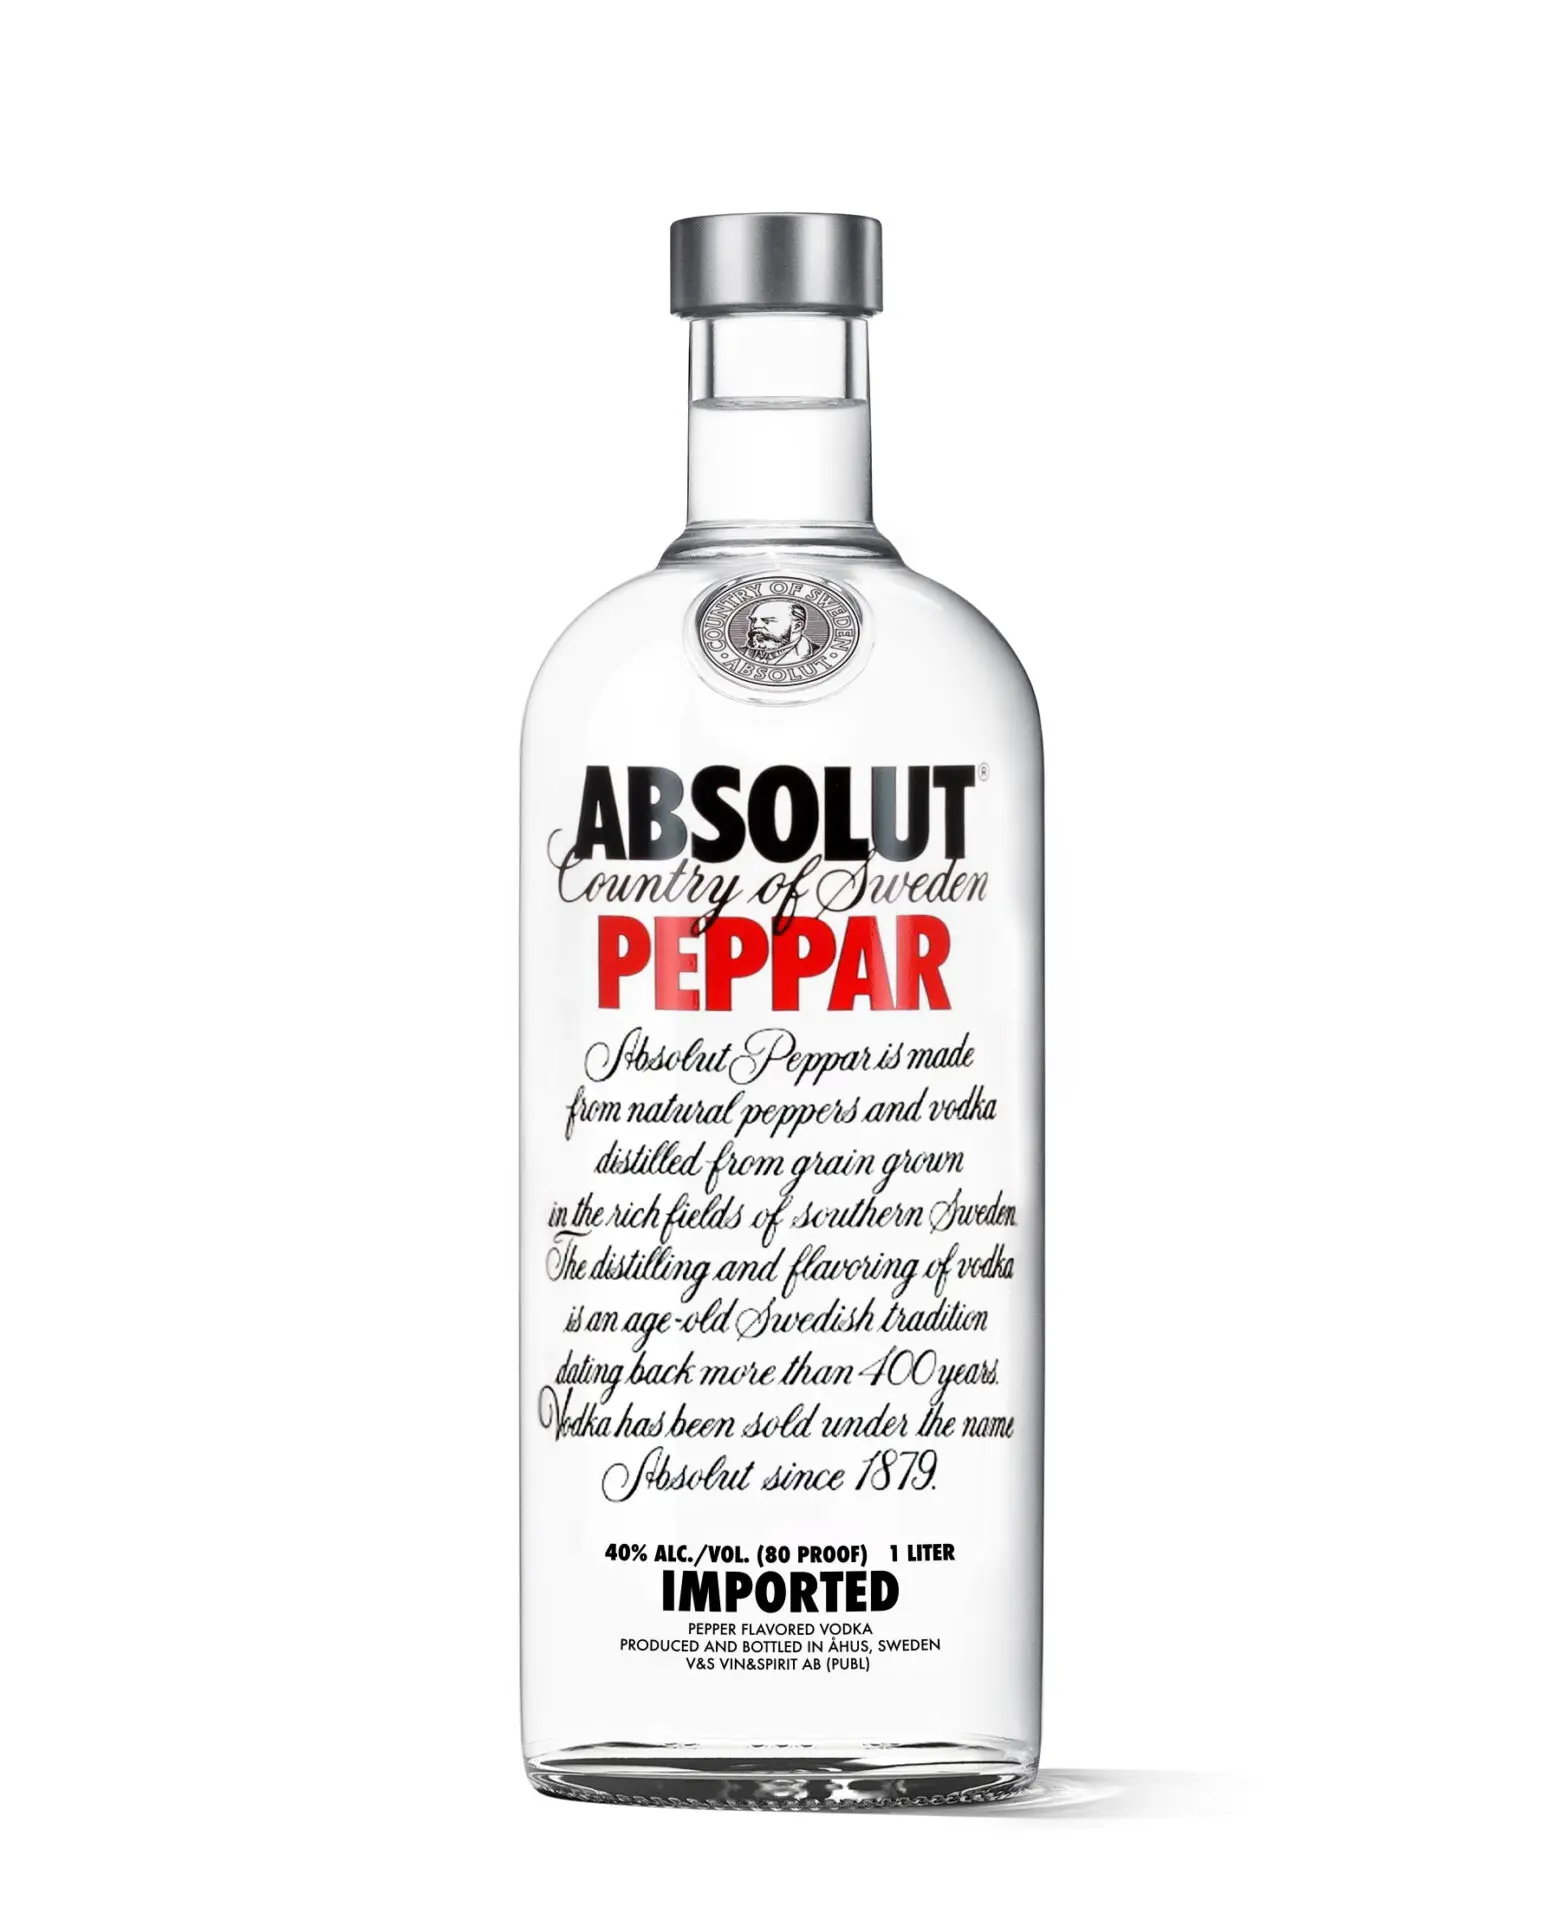 COUNTRY OF SWEDEN
ABSOLUT
ABSOLUT®
Country of Sweden
PEPPAR
Absolut Peppar is made
from natural peppers and vodka
distilled from grain grown
in the rich fields of southern Sweden.
The distilling and flavoring of vodka
is an age-old Swedish tradition
dating back more than 400 years.
Vodka has been sold under the name
Absolut since 1879.
40% ALC./VOL. (80 PROOF) 1 LITER
IMPORTED
PEPPER FLAVORED VODKA
PRODUCED AND BOTTLED IN ÅHUS, SWEDEN
V&S VIN&SPIRIT AB (PUBL)